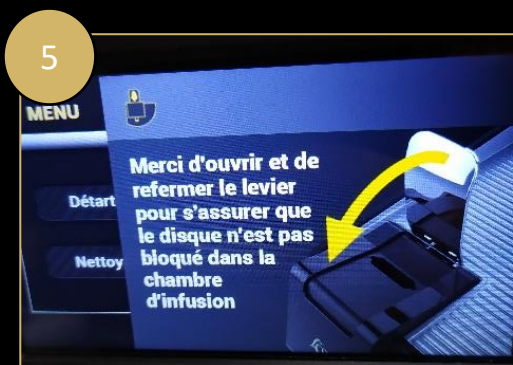 5
MENU
Merci d'ouvrir et de
refermer le levier
pour s'assurer que
le disque n'est pas
bloqué dans la
chambre
d'infusion
Détart
Nettoy